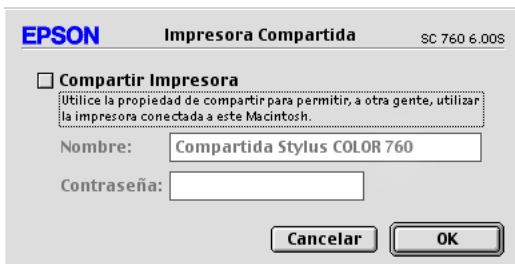 EPSON Impresora Compartida SC 760 6.00S
Compartir Impresora
Utilice la propiedad de compartir para permitir, a otra gente, utilizar
la impresora conectada a este Macintosh.
Nombre: Compartida Stylus COLOR 760
Contraseña:
Cancelar OK